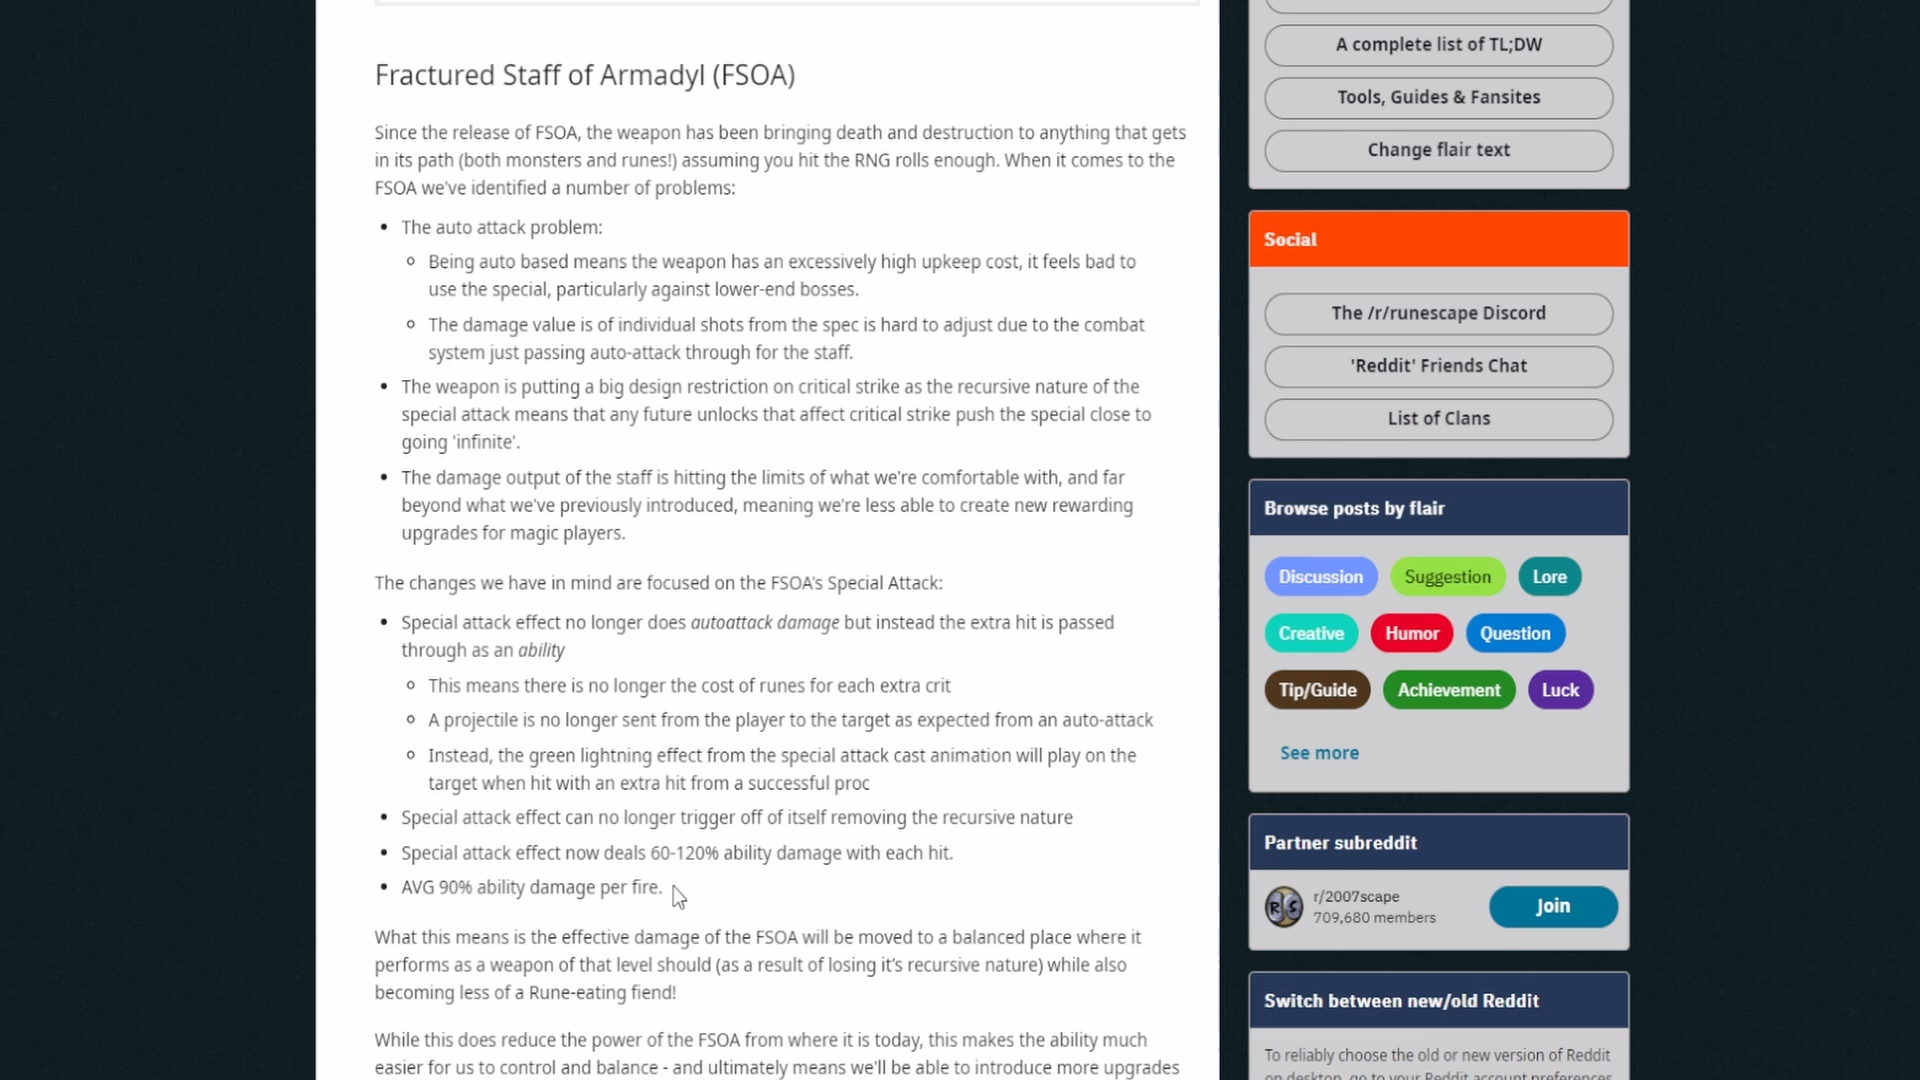 Fractured Staff of Armadyl (FSOA)
Since the release of FSOA, the weapon has been bringing death and destruction to anything that gets
in its path (both monsters and runes!) assuming you hit the RNG rolls enough. When it comes to the
FSOA we've identified a number of problems:
• The auto attack problem:
◦ Being auto based means the weapon has an excessively high upkeep cost, it feels bad to
use the special, particularly against lower-end bosses.
◦ The damage value is of individual shots from the spec is hard to adjust due to the combat
system just passing auto-attack through for the staff.
• The weapon is putting a big design restriction on critical strike as the recursive nature of the
special attack means that any future unlocks that affect critical strike push the special close to
going 'infinite'.
• The damage output of the staff is hitting the limits of what we're comfortable with, and far
beyond what we've previously introduced, meaning we're less able to create new rewarding
upgrades for magic players.
The changes we have in mind are focused on the FSOA's Special Attack:
• Special attack effect no longer does autoattack damage but instead the extra hit is passed
through as an ability
◦ This means there is no longer the cost of runes for each extra crit
◦ A projectile is no longer sent from the player to the target as expected from an auto-attack
◦ Instead, the green lightning effect from the special attack cast animation will play on the
target when hit with an extra hit from a successful proc
• Special attack effect can no longer trigger off of itself removing the recursive nature
• Special attack effect now deals 60-120% ability damage with each hit.
• AVG 90% ability damage per fire.
What this means is the effective damage of the FSOA will be moved to a balanced place where it
performs as a weapon of that level should (as a result of losing it's recursive nature) while also
becoming less of a Rune-eating fiend!
While this does reduce the power of the FSOA from where it is today, this makes the ability much
easier for us to control and balance - and ultimately means we'll be able to introduce more upgrades
A complete list of TL;DW
Tools, Guides & Fansites
Change flair text
Social
The /r/runescape Discord
'Reddit' Friends Chat
List of Clans
Browse posts by flair
Discussion Suggestion Lore
Creative Humor Question
Tip/Guide Achievement Luck
See more
Partner subreddit
r/2007scape
709,680 members
Join
Switch between new/old Reddit
To reliably choose the old or new version of Reddit
on desktop, go to your Reddit account preferences